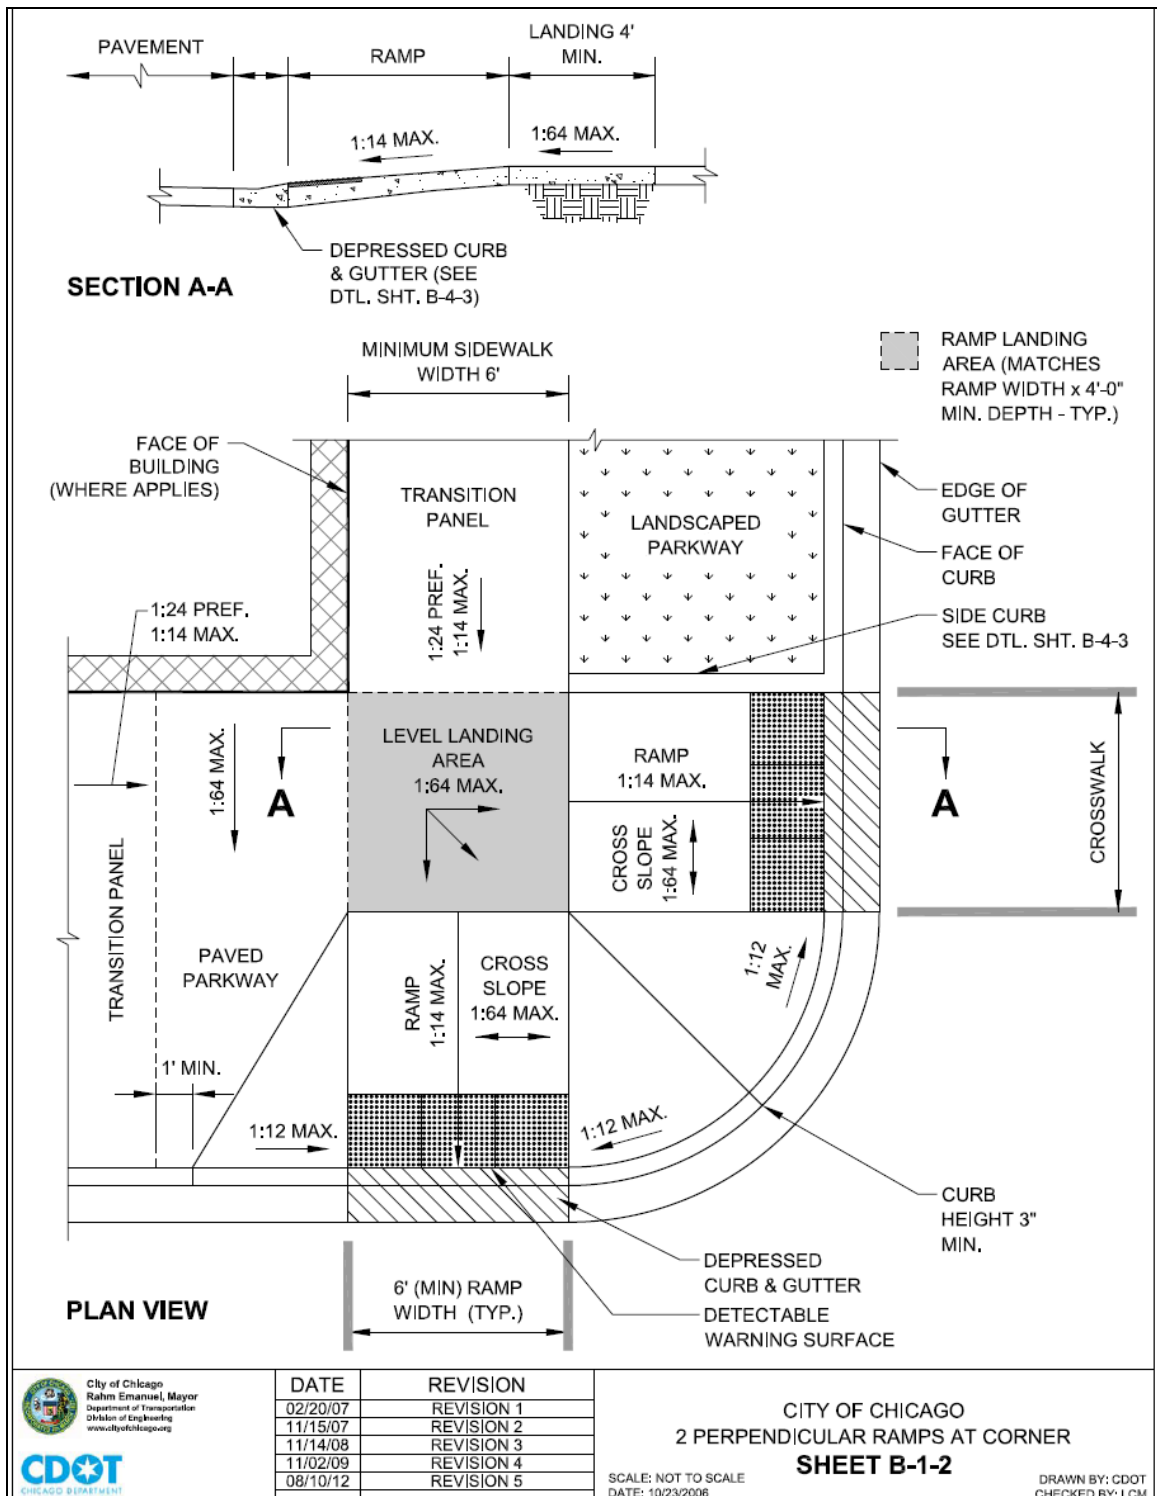 PAVEMENT
RAMP
LANDING 4'
MIN.
1:14 MAX.
1:64 MAX.
DEPRESSED CURB
& GUTTER (SEE
DTL. SHT. B-4-3)
SECTION A-A
MINIMUM SIDEWALK
WIDTH 6'
RAMP LANDING
AREA (MATCHES
RAMP WIDTH x 4'-0"
MIN. DEPTH - TYP.)
FACE OF
BUILDING
(WHERE APPLIES)
TRANSITION
PANEL
LANDSCAPED
PARKWAY
EDGE OF
GUTTER
FACE OF
CURB
1:24 PREF.
1:14 MAX.
1:24 PREF.
1:14 MAX.
SIDE CURB
SEE DTL. SHT. B-4-3
1:64 MAX.
A
LEVEL LANDING
AREA
1:64 MAX.
RAMP
1:14 MAX.
A
CROSSWALK
CROSS
SLOPE
1:64 MAX.
TRANSITION PANEL
PAVED
PARKWAY
RAMP
1:14 MAX.
CROSS
SLOPE
1:64 MAX.
1:12
MAX.
1' MIN.
1:12 MAX.
1:12 MAX.
CURB
HEIGHT 3"
MIN.
DEPRESSED
CURB & GUTTER
DETECTABLE
WARNING SURFACE
PLAN VIEW
6' (MIN) RAMP
WIDTH (TYP.)
City of Chicago
Rahm Emanuel, Mayor
Department of Transportation
Division of Engineering
www.cityofchicago.org
CDOT
CHICAGO DEPARTMENT
DATE REVISION
02/20/07 REVISION 1
11/15/07 REVISION 2
11/14/08 REVISION 3
11/02/09 REVISION 4
08/10/12 REVISION 5
CITY OF CHICAGO
2 PERPENDICULAR RAMPS AT CORNER
SHEET B-1-2
SCALE: NOT TO SCALE
DATE: 10/23/2006
DRAWN BY: CDOT
CHECKED BY: LCM